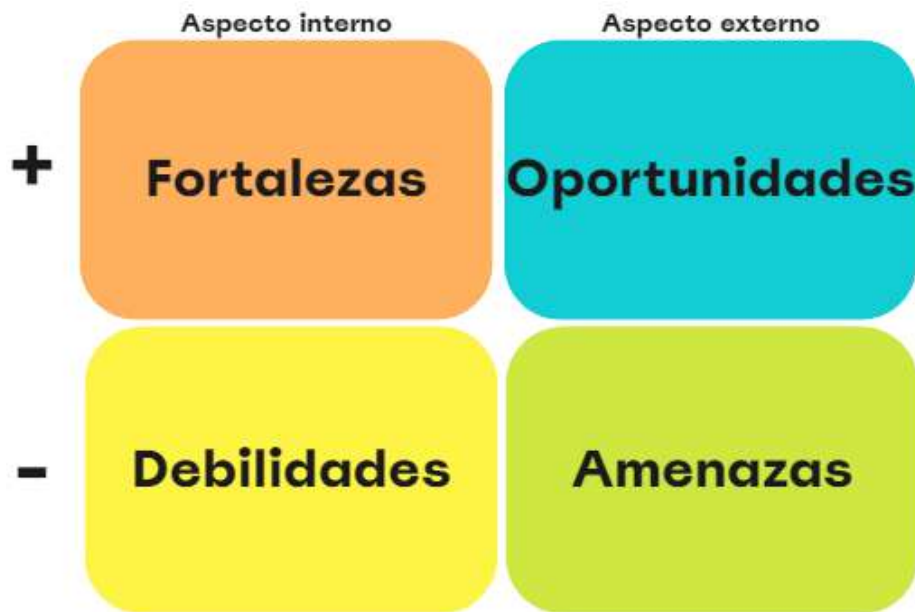 Aspecto interno
Aspecto externo
+
Fortalezas
Oportunidades
-
Debilidades
Amenazas